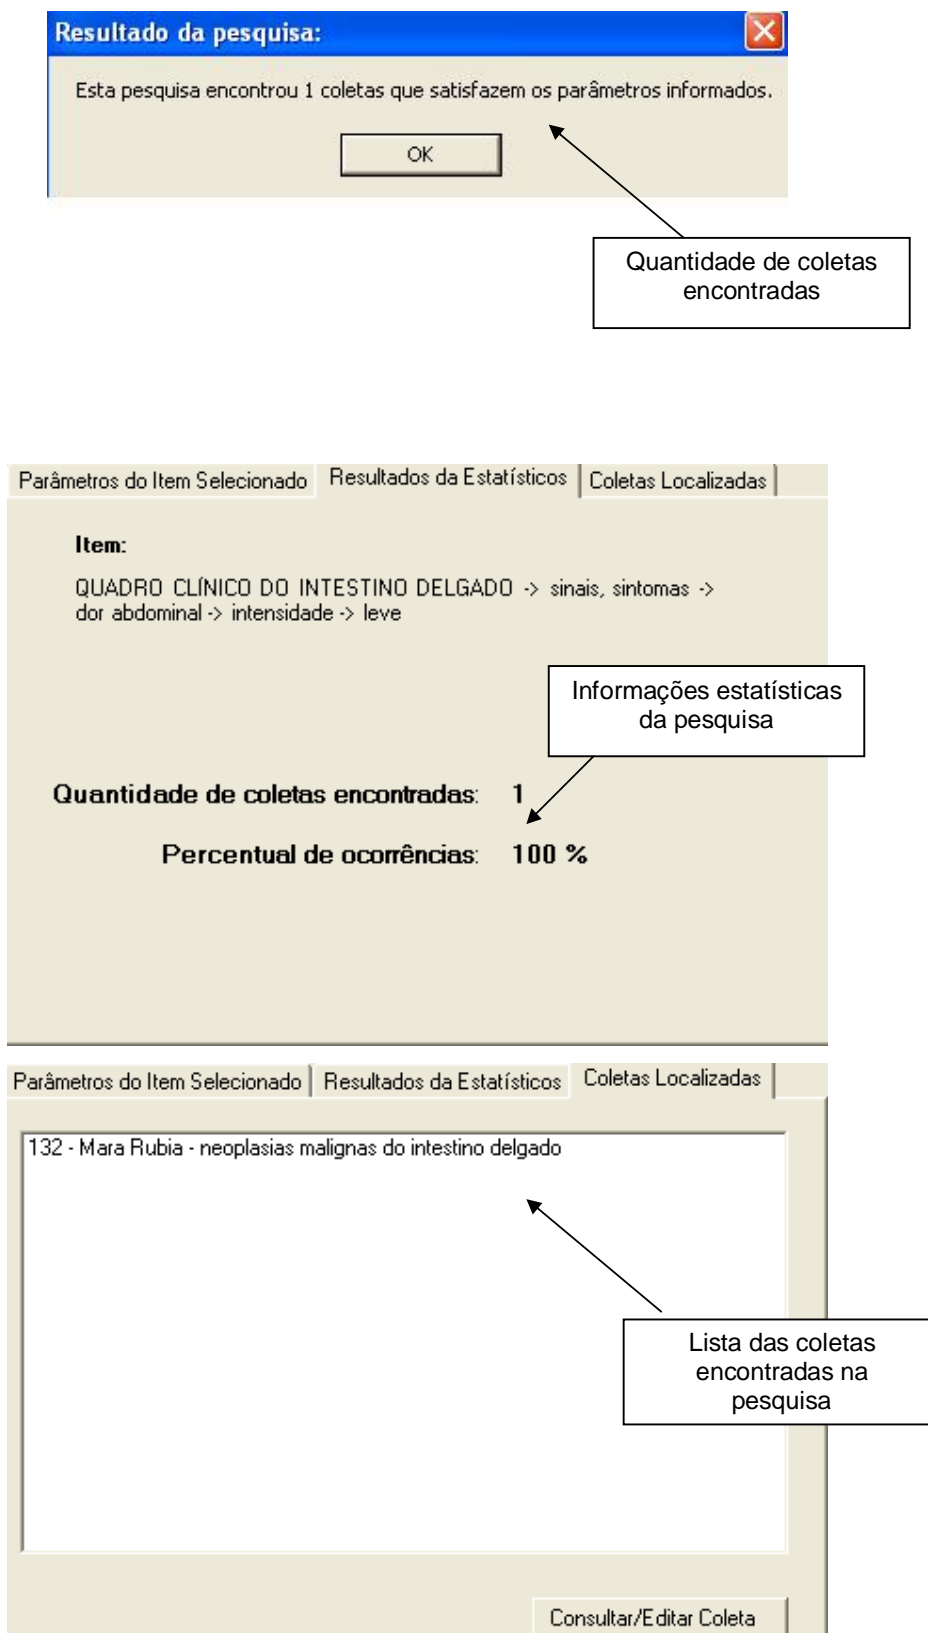 Resultado da pesquisa:
Esta pesquisa encontrou 1 coletas que satisfazem os parâmetros informados.
OK
Quantidade de coletas
encontradas
Parâmetros do Item Selecionado Resultados da Estatísticos Coletas Localizadas
Item:
QUADRO CLÍNICO DO INTESTINO DELGADO -> sinais, sintomas ->
dor abdominal -> intensidade -> leve
Informações estatísticas
da pesquisa
Quantidade de coletas encontradas: 1
Percentual de ocorrências: 100 %
Parâmetros do Item Selecionado Resultados da Estatísticos Coletas Localizadas
132 - Mara Rubia - neoplasias malignas do intestino delgado
Lista das coletas
encontradas na
pesquisa
Consultar/Editar Coleta